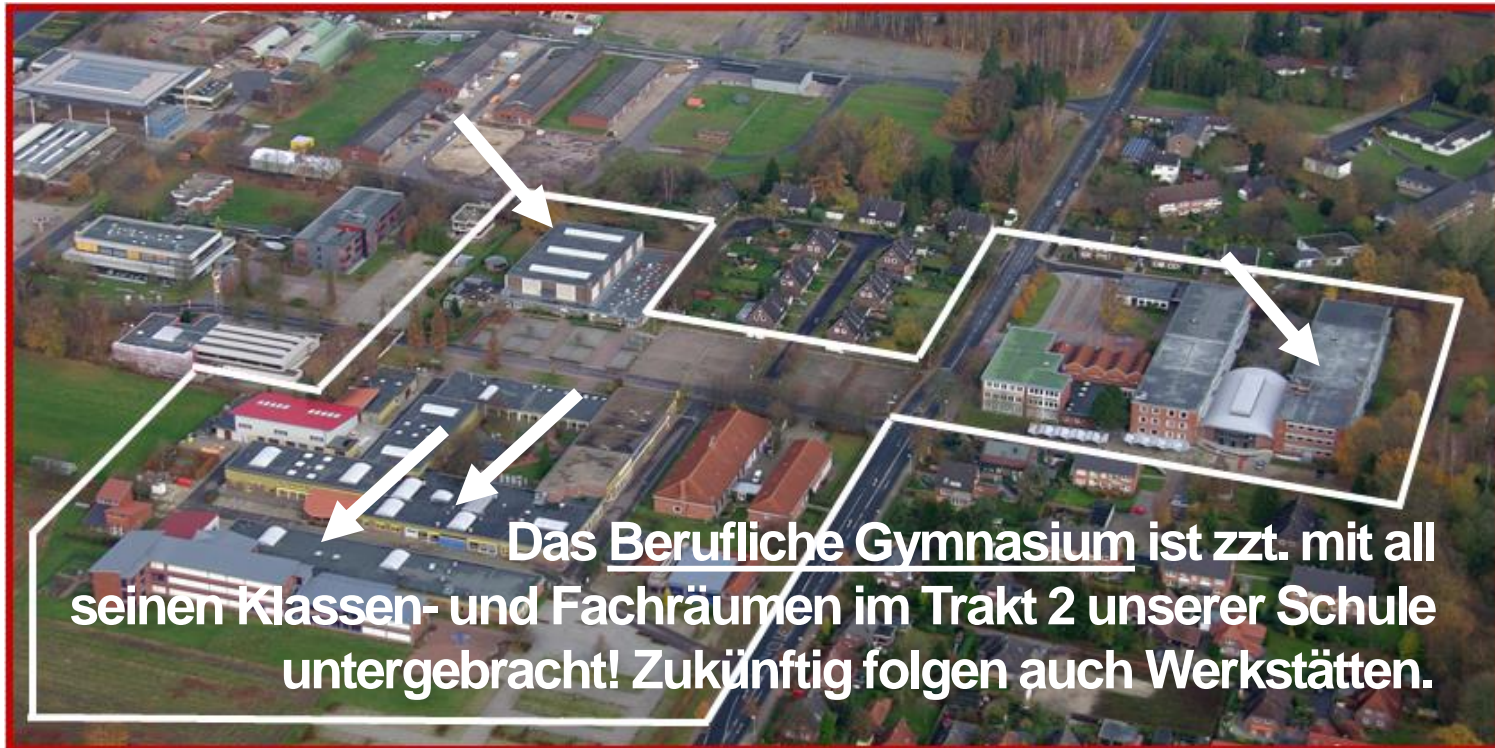 Das Berufliche Gymnasium ist zzt. mit all
seinen Klassen- und Fachräumen im Trakt 2 unserer Schule
untergebracht! Zukünftig folgen auch Werkstätten.